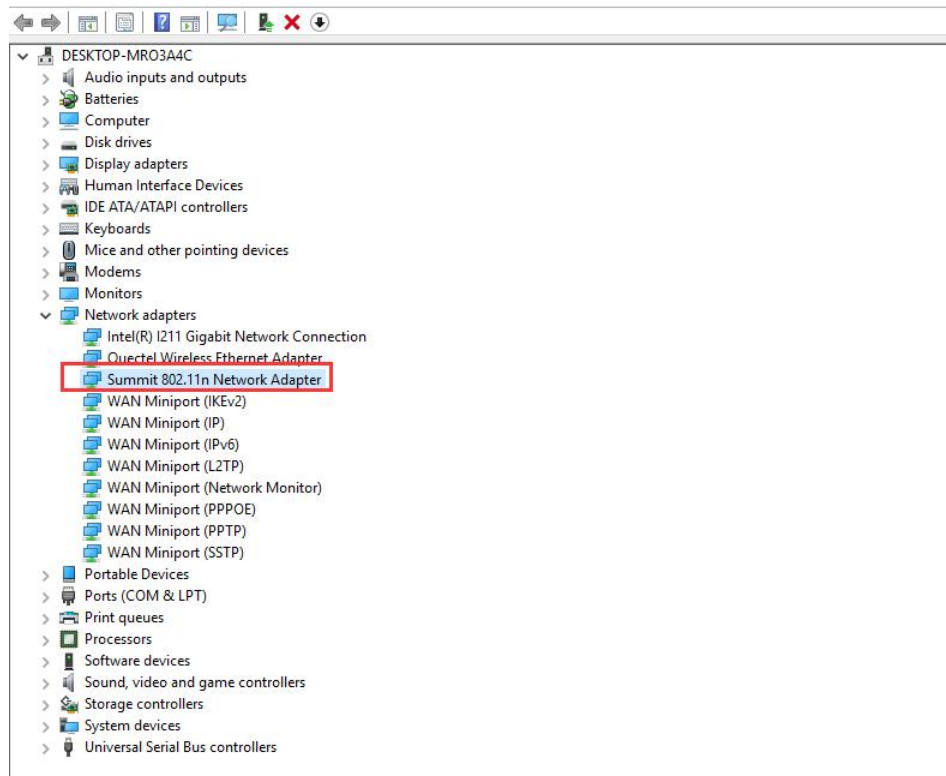 DESKTOP-MRO3A4C
Audio inputs and outputs
Batteries
Computer
Disk drives
Display adapters
Human Interface Devices
IDE ATA/ATAPI controllers
Keyboards
Mice and other pointing devices
Modems
Monitors
Network adapters
Intel(R) I211 Gigabit Network Connection
Quectel Wireless Ethernet Adapter
Summit 802.11n Network Adapter
WAN Miniport (IKEv2)
WAN Miniport (IP)
WAN Miniport (IPv6)
WAN Miniport (L2TP)
WAN Miniport (Network Monitor)
WAN Miniport (PPPOE)
WAN Miniport (PPTP)
WAN Miniport (SSTP)
Portable Devices
Ports (COM & LPT)
Print queues
Processors
Software devices
Sound, video and game controllers
Storage controllers
System devices
Universal Serial Bus controllers